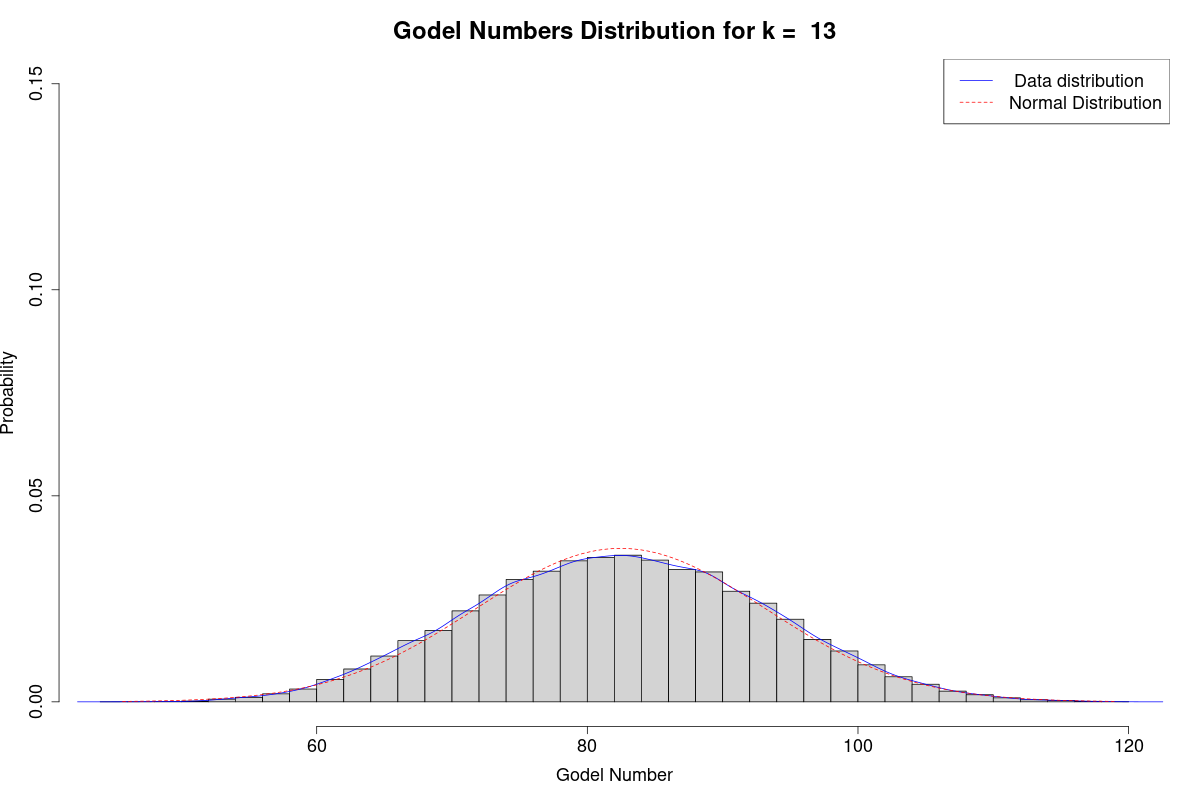 Godel Numbers Distribution for k =  13
Data distribution
Normal Distribution
0.15
0.10
0.05
0.00
Probability
60 80 100 120
Godel Number